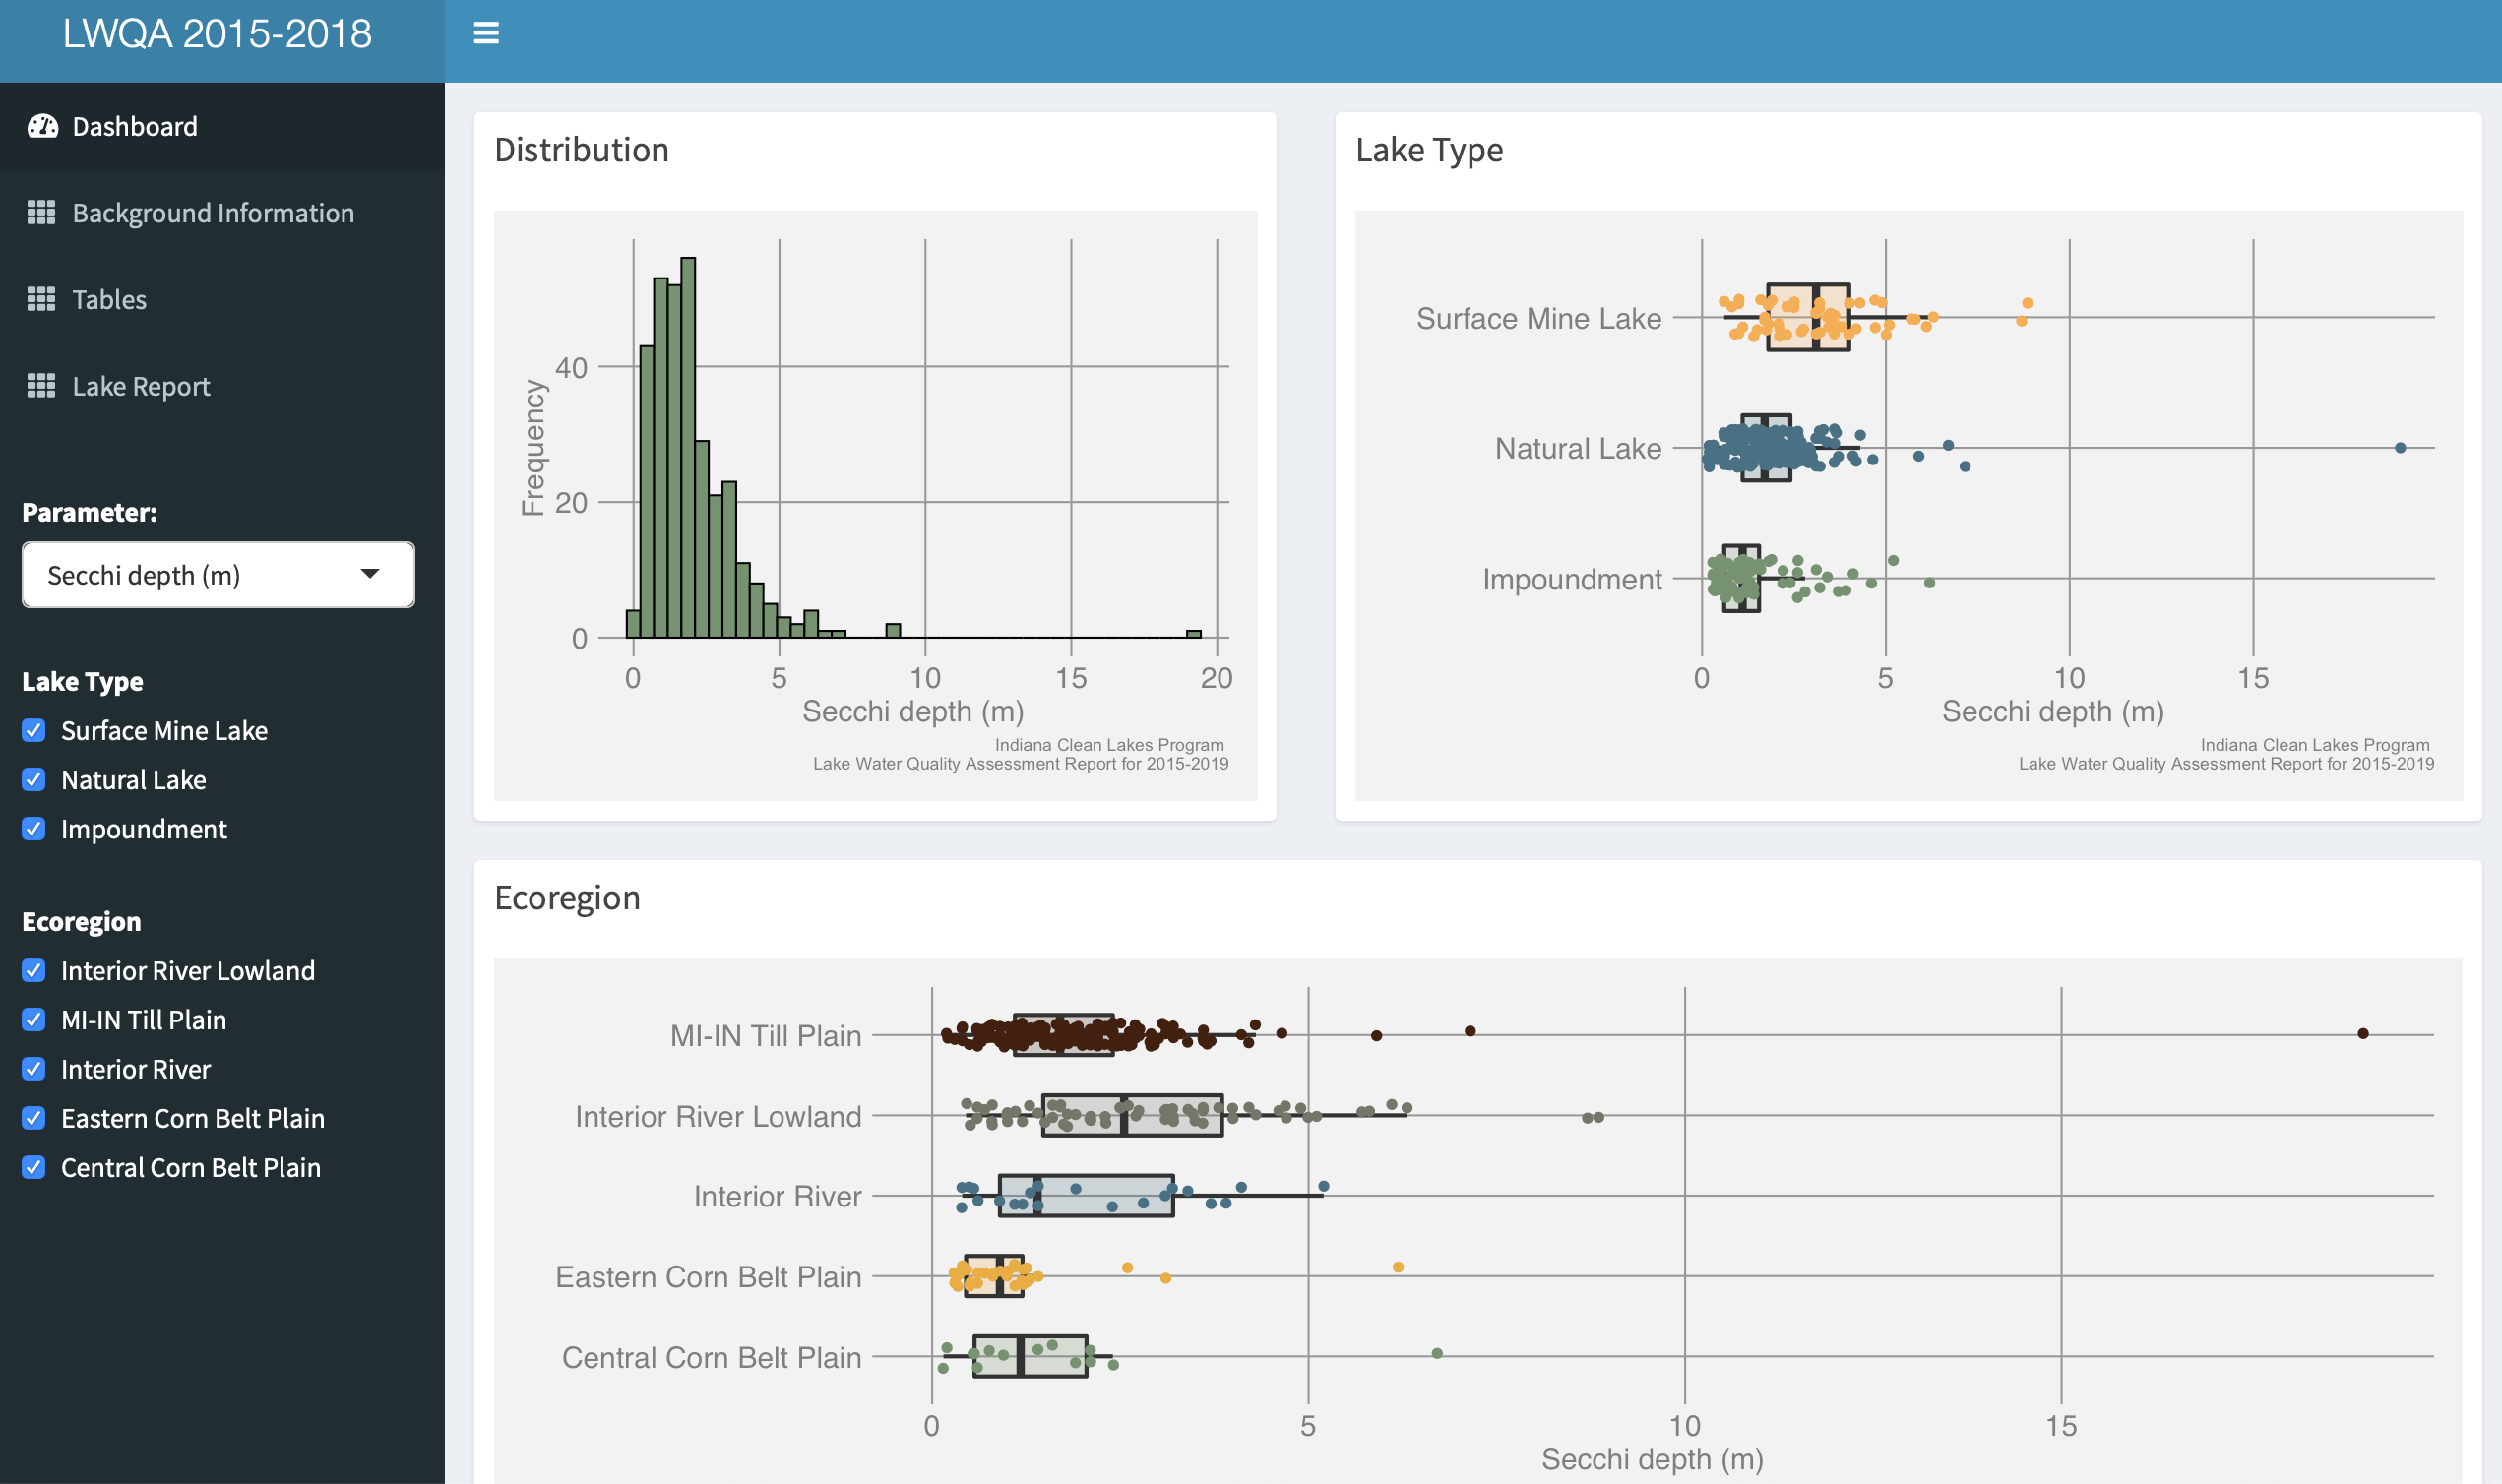 LWQA 2015-2018
Dashboard
Background Information
Tables
Lake Report
Parameter:
Secchi depth (m)
Lake Type
Surface Mine Lake
Natural Lake
Impoundment
Ecoregion
Interior River Lowland
MI-IN Till Plain
Interior River
Eastern Corn Belt Plain
Central Corn Belt Plain
Distribution
Frequency
40
20
0
0 5 10 15 20
Secchi depth (m)
Indiana Clean Lakes Program
Lake Water Quality Assessment Report for 2015-2019
Lake Type
Surface Mine Lake
Natural Lake
Impoundment
0 5 10 15
Secchi depth (m)
Indiana Clean Lakes Program
Lake Water Quality Assessment Report for 2015-2019
Ecoregion
MI-IN Till Plain
Interior River Lowland
Interior River
Eastern Corn Belt Plain
Central Corn Belt Plain
0 5 10 15
Secchi depth (m)